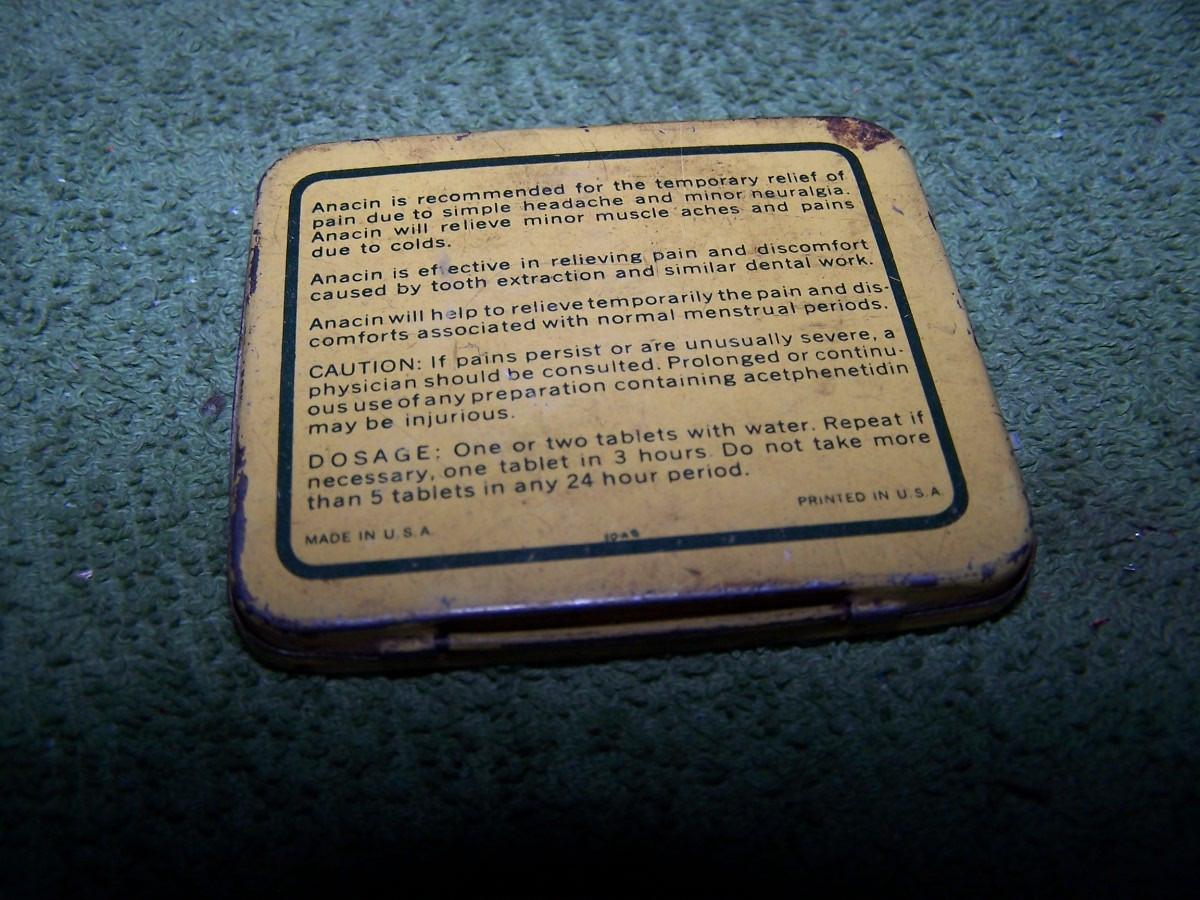 Anacin is recommended for the temporary relief of
pain due to simple headache and minor neuralgia.
Anacin will relieve minor muscle aches and pains
due to colds.
Anacin is ef ective in relieving pain and discomfort
caused by tooth extraction and similar dental work.
Anacin will help to relieve temporarily the pain and dis-
comforts associated with normal menstrual periods.
CAUTION: If pains persist or are unusually severe, a
physician should be consulted. Prolonged or continu-
ous use of any preparation containing acetphenetidin
may be injurious.
DOSAGE: One or two tablets with water. Repeat if
necessary, one tablet in 3 hours. Do not take more
than 5 tablets in any 24 hour period.
MADE IN U.S.A.
PRINTED IN U.S.A.